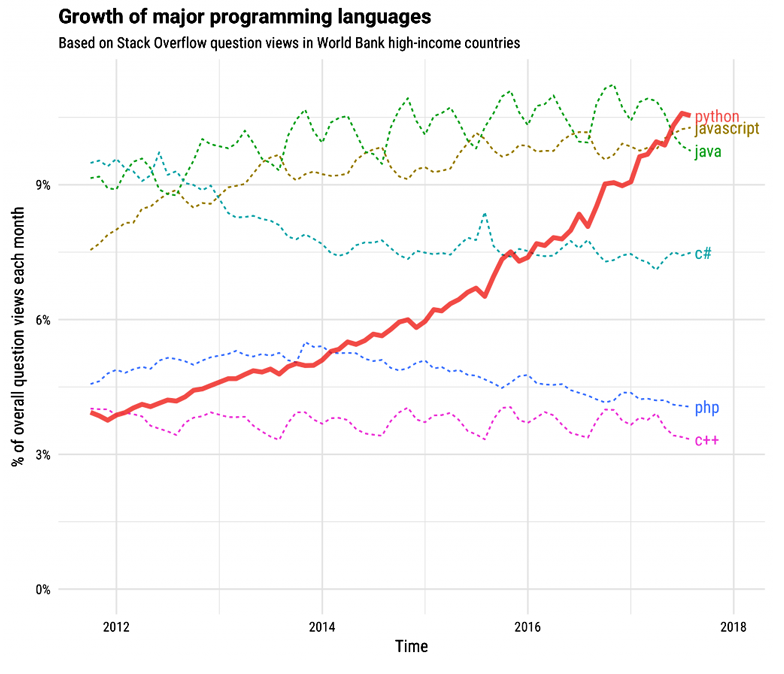 Growth of major programming languages
Based on Stack Overflow question views in World Bank high-income countries
% of overall question views each month
9%
6%
3%
0%
python
javascript
java
c#
php
c++
2012 2014 2016 2018
Time